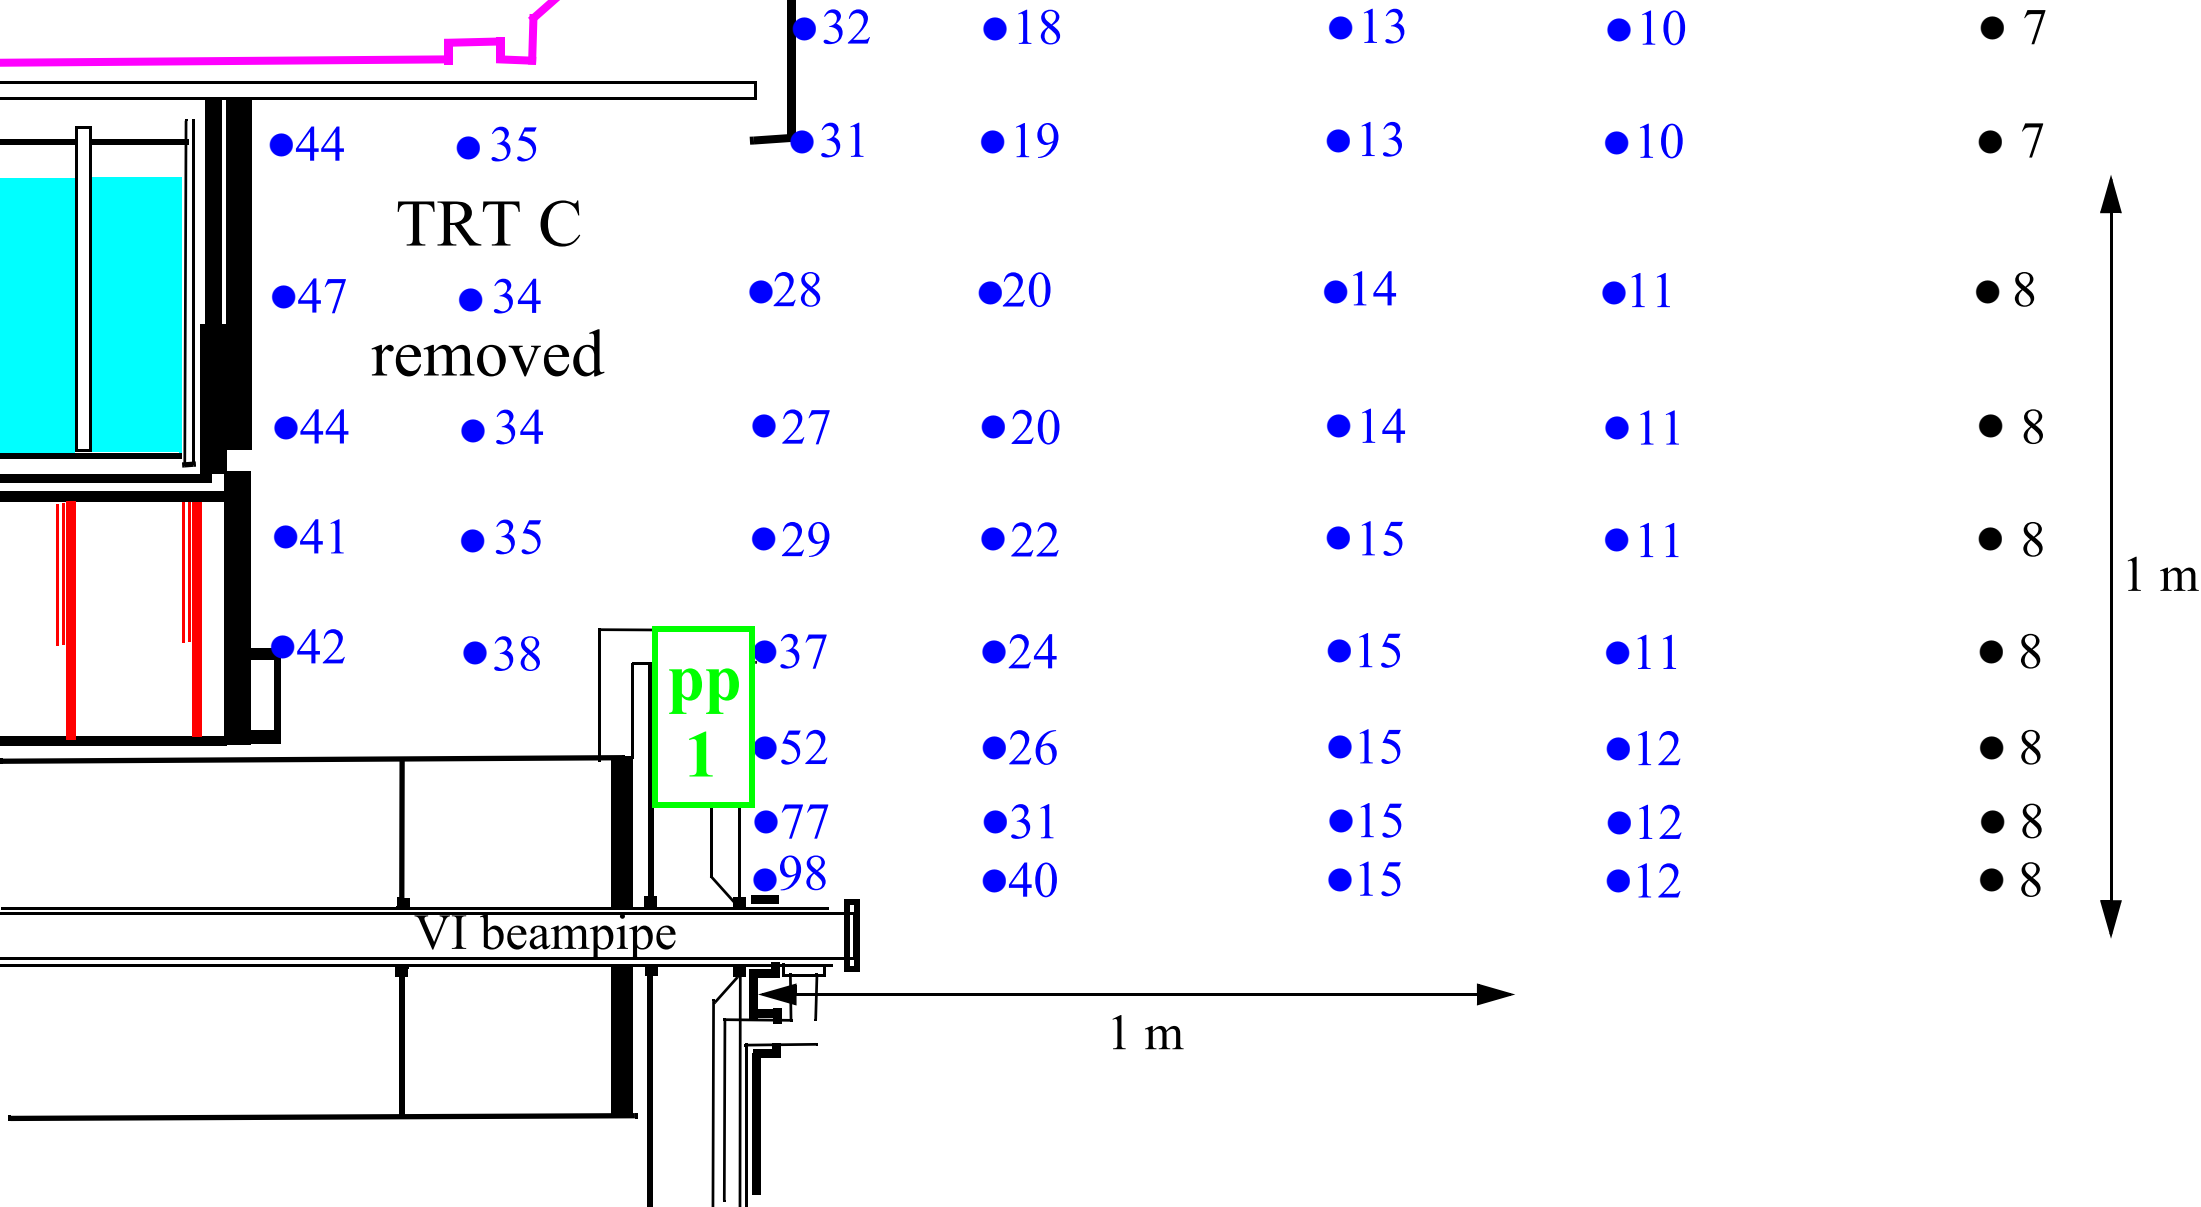 32 18 13 10 7
44 35 31 19 13 10 7
TRT C
47 34 28 20 14 11 8
removed
44 34 27 20 14 11 8
41 35 29 22 15 11 8
1 m
42 38 37 24 15 11 8
pp
52 26 15 12 8
1
77 31 15 12 8
98 40 15 12 8
VI beampipe
1 m